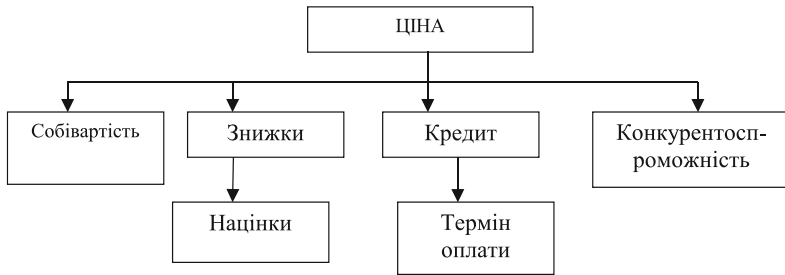 ЦІНА
Собівартість
Знижки
Кредит
Конкурентосп-
роможність
Націнки
Термін
оплати